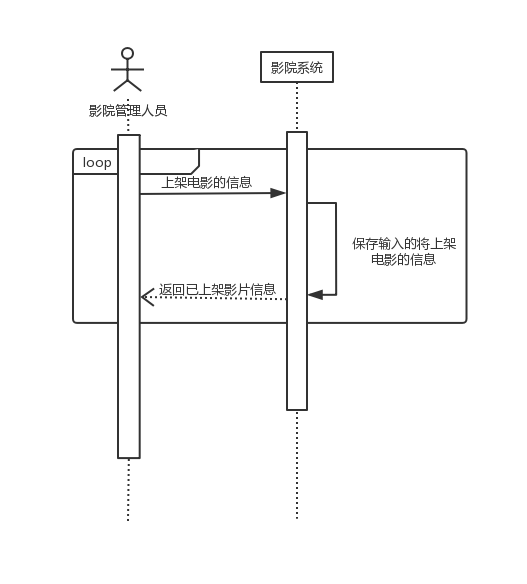 影院系统
影院管理人员
loop
上架电影的信息
保存输入的将上架
电影的信息
返回已上架影片信息